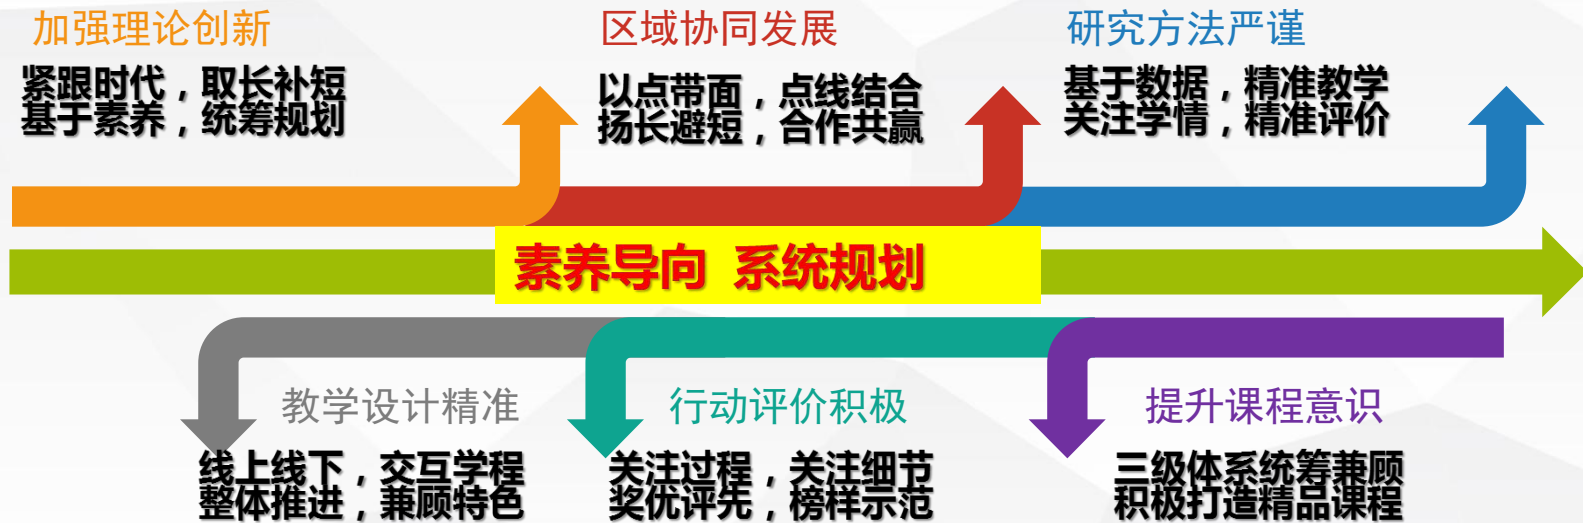 加强理论创新
紧跟时代，取长补短
基于素养，统筹规划
区域协同发展
以点带面，点线结合
扬长避短，合作共赢
研究方法严谨
基于数据，精准教学
关注学情，精准评价
素养导向 系统规划
教学设计精准
线上线下，交互学程
整体推进，兼顾特色
行动评价积极
关注过程，关注细节
奖优评先，榜样示范
提升课程意识
三级体系统筹兼顾
积极打造精品课程